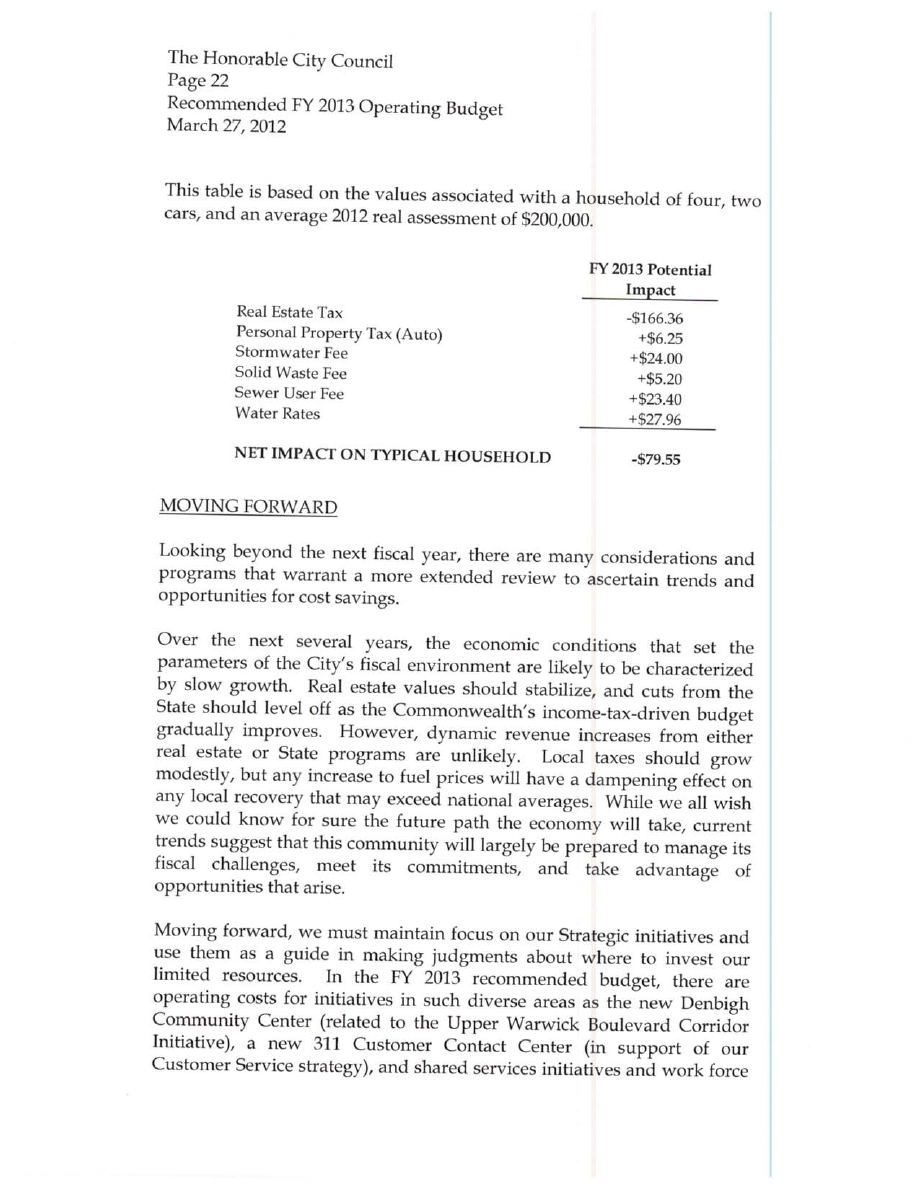 The Honorable City Council
Page 22
Recommended FY 2013 Operating Budget
March 27, 2012
This table is based on the values associated with a household of four, two
cars, and an average 2012 real assessment of $200,000.
FY 2013 Potential
Impact
Real Estate Tax -$166.36
Personal Property Tax (Auto) +$6.25
Stormwater Fee +$24.00
Solid Waste Fee +$5.20
Sewer User Fee +$23.40
Water Rates +$27.96
NET IMPACT ON TYPICAL HOUSEHOLD -$79.55
MOVING FORWARD
Looking beyond the next fiscal year, there are many considerations and
programs that warrant a more extended review to ascertain trends and
opportunities for cost savings.
Over the next several years, the economic conditions that set the
parameters of the City's fiscal environment are likely to be characterized
by slow growth. Real estate values should stabilize, and cuts from the
State should level off as the Commonwealth's income-tax-driven budget
gradually improves. However, dynamic revenue increases from either
real estate or State programs are unlikely. Local taxes should grow
modestly, but any increase to fuel prices will have a dampening effect on
any local recovery that may exceed national averages. While we all wish
we could know for sure the future path the economy will take, current
trends suggest that this community will largely be prepared to manage its
fiscal challenges, meet its commitments, and take advantage of
opportunities that arise.
Moving forward, we must maintain focus on our Strategic initiatives and
use them as a guide in making judgments about where to invest our
limited resources. In the FY 2013 recommended budget, there are
operating costs for initiatives in such diverse areas as the new Denbigh
Community Center (related to the Upper Warwick Boulevard Corridor
Initiative), a new 311 Customer Contact Center (in support of our
Customer Service strategy), and shared services initiatives and work force